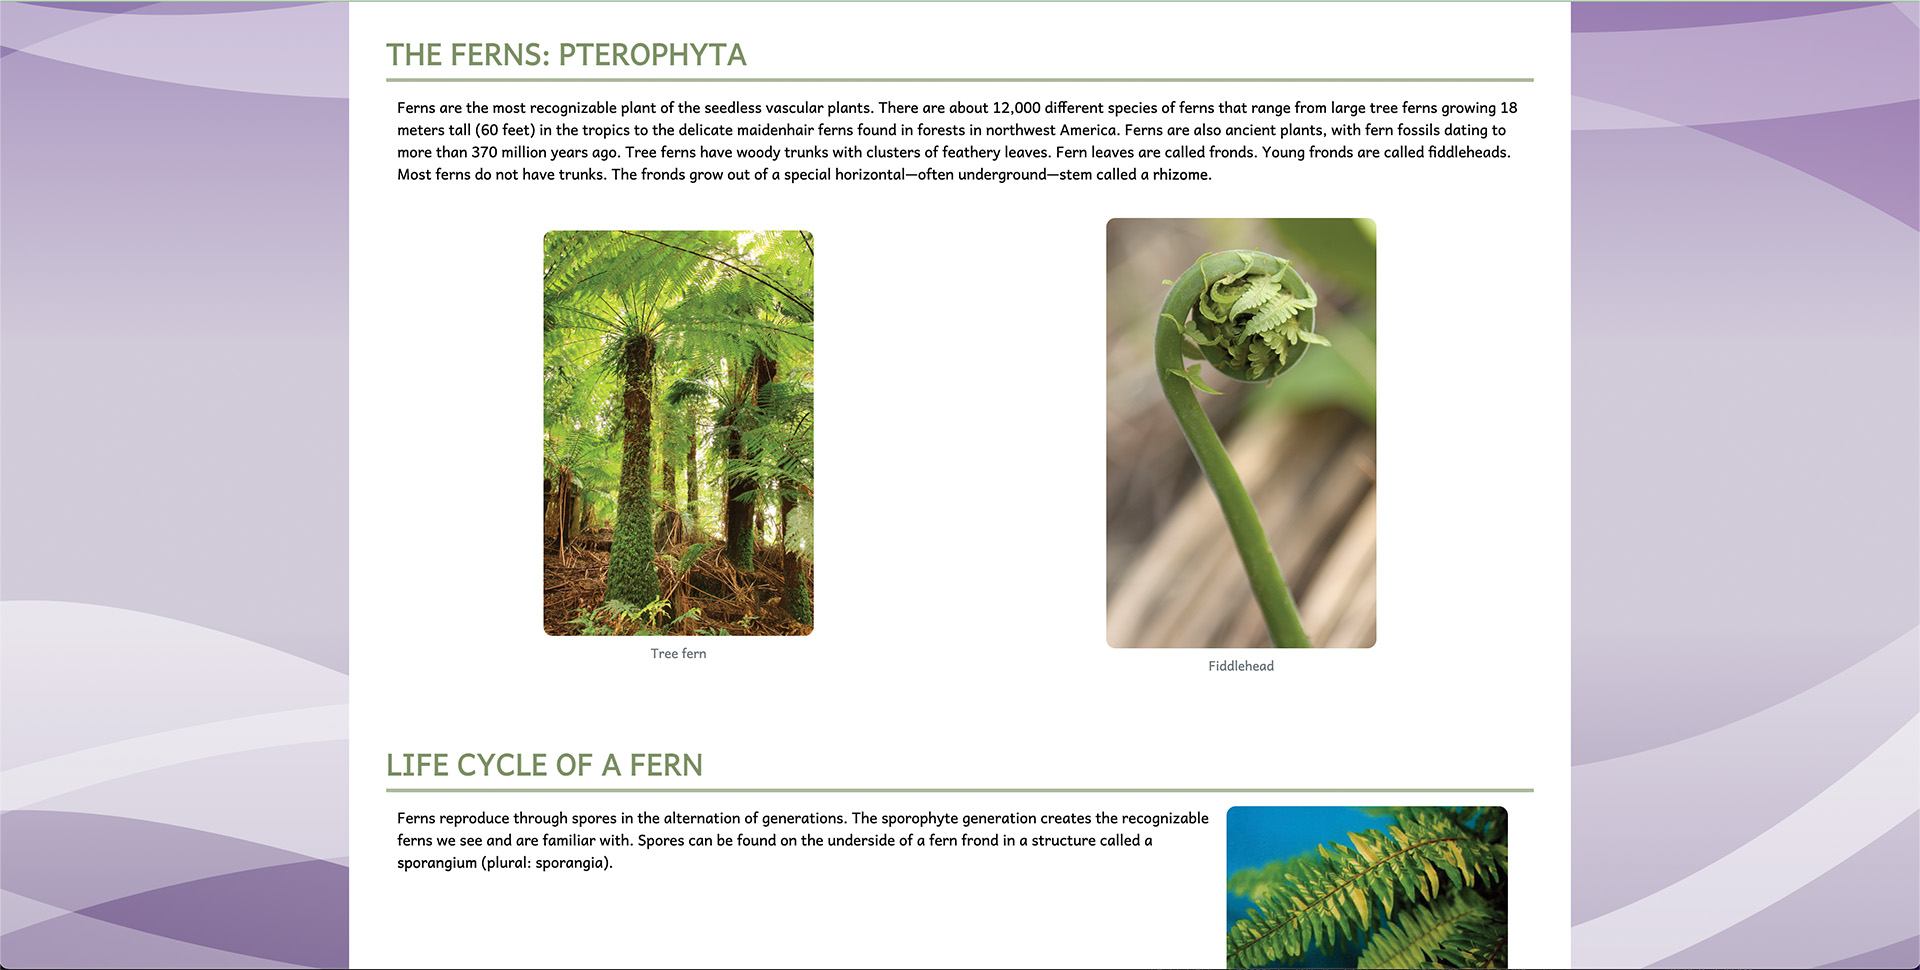 THE FERNS: PTEROPHYTA
Ferns are the most recognizable plant of the seedless vascular plants. There are about 12,000 different species of ferns that range from large tree ferns growing 18
meters tall (60 feet) in the tropics to the delicate maidenhair ferns found in forests in northwest America. Ferns are also ancient plants, with fern fossils dating to
more than 370 million years ago. Tree ferns have woody trunks with clusters of feathery leaves. Fern leaves are called fronds. Young fronds are called fiddleheads.
Most ferns do not have trunks. The fronds grow out of a special horizontal—often underground—stem called a rhizome.
Tree fern
Fiddlehead
LIFE CYCLE OF A FERN
Ferns reproduce through spores in the alternation of generations. The sporophyte generation creates the recognizable
ferns we see and are familiar with. Spores can be found on the underside of a fern frond in a structure called a
sporangium (plural: sporangia).